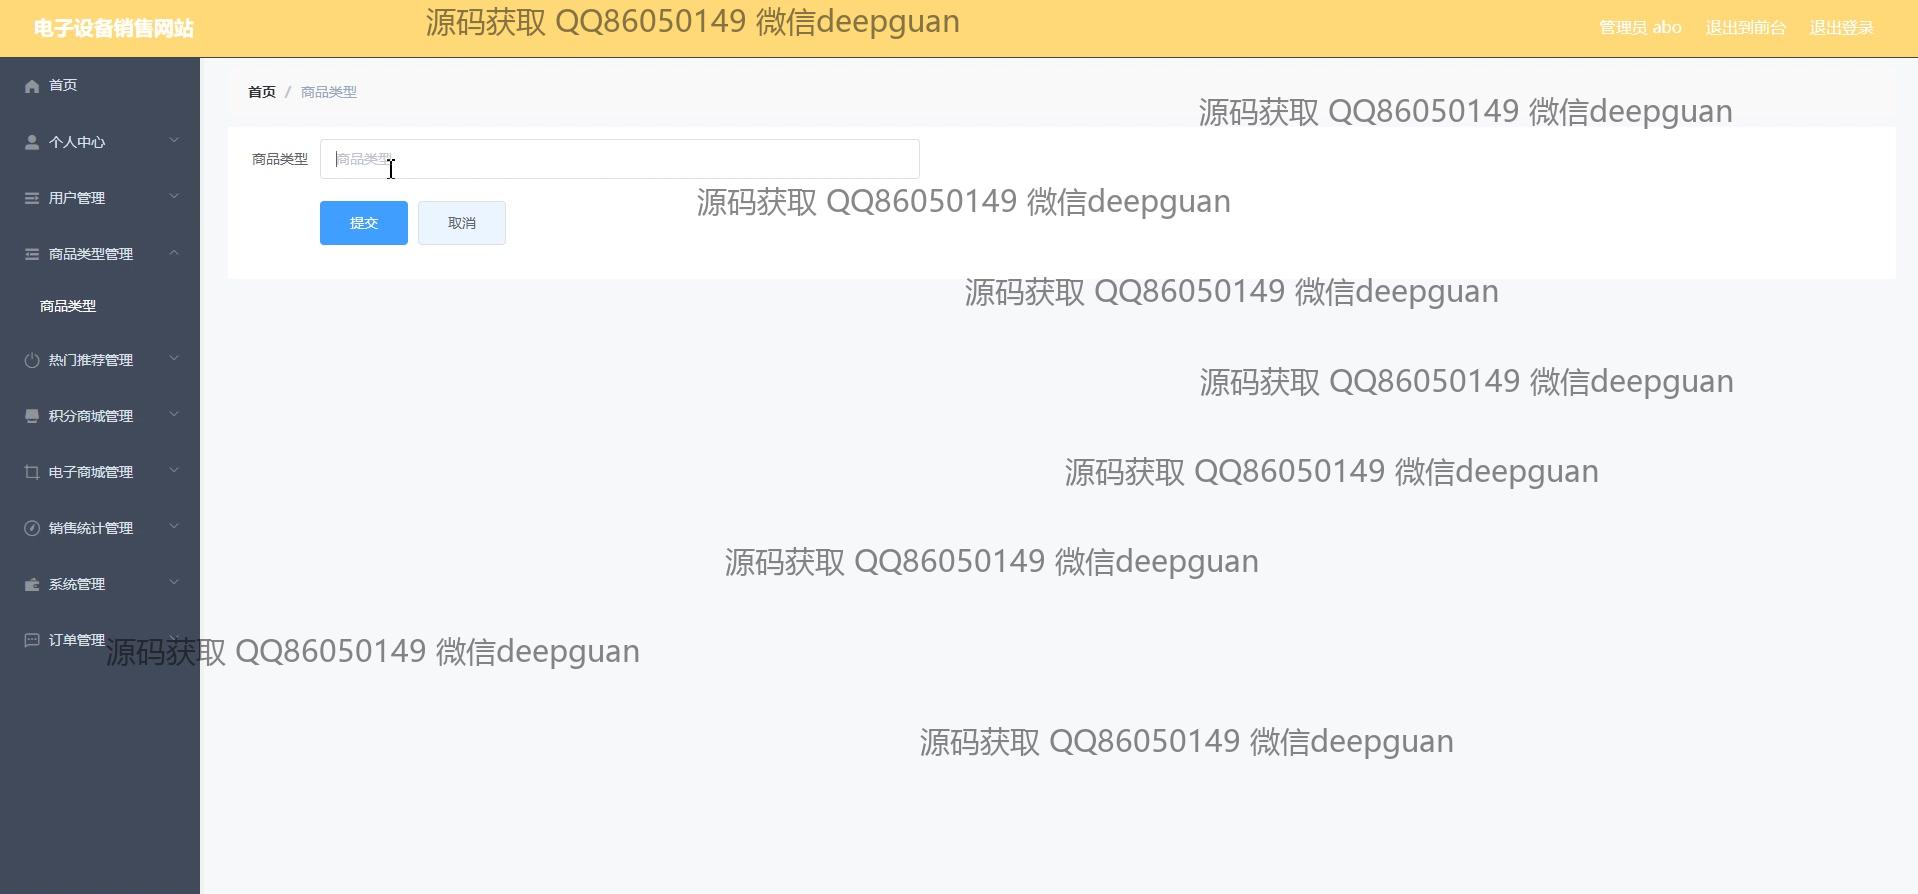 电子设备销售网站
源码获取 QQ86050149 微信deepguan
管理员 abo
退出到前台
退出登录
首页
首页 / 商品类型
源码获取 QQ86050149 微信deepguan
个人中心
商品类型
商品类型
用户管理
源码获取 QQ86050149 微信deepguan
提交
取消
商品类型管理
源码获取 QQ86050149 微信deepguan
商品类型
热门推荐管理
源码获取 QQ86050149 微信deepguan
积分商城管理
电子商城管理
源码获取 QQ86050149 微信deepguan
销售统计管理
源码获取 QQ86050149 微信deepguan
系统管理
订单管理
源码获取 QQ86050149 微信deepguan
源码获取 QQ86050149 微信deepguan